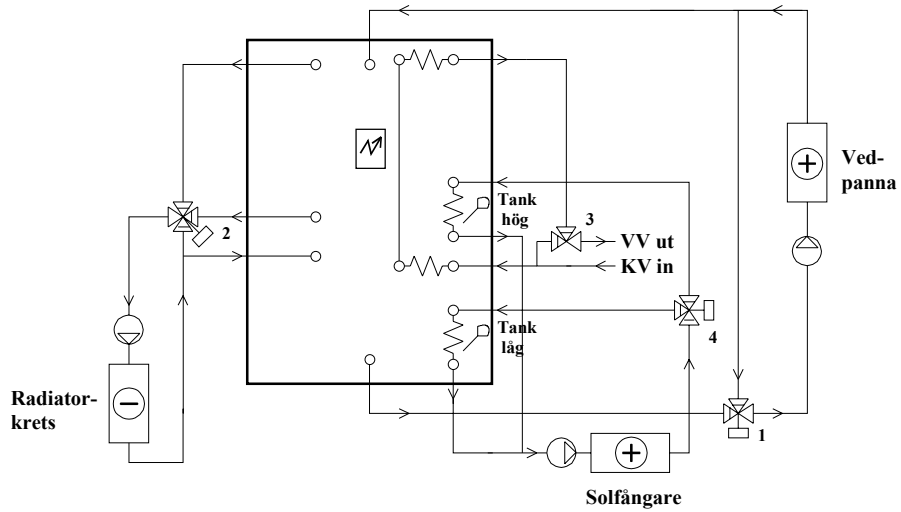 Ved-
panna
Tank
hög
3
2
VV ut
KV in
Tank
låg
4
Radiator-
krets
1
Solfångare